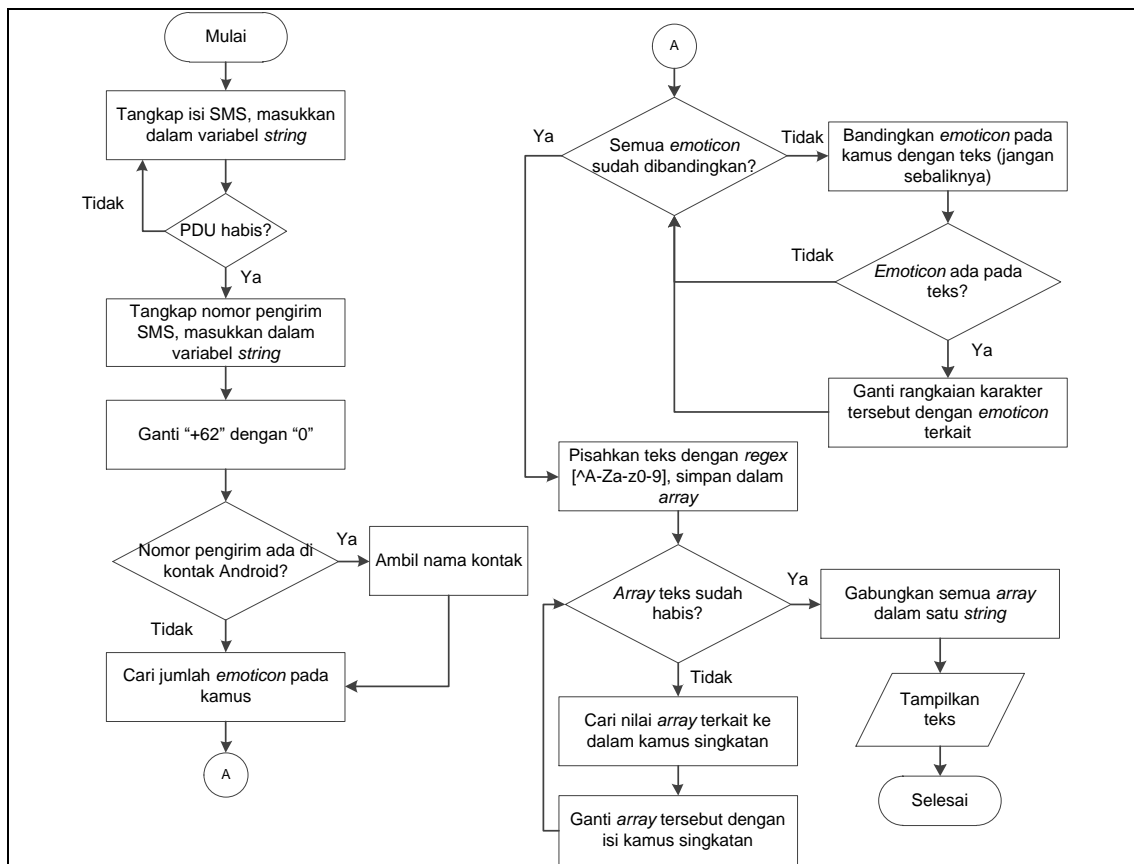 Mulai
Tangkap isi SMS, masukkan
dalam variabel string
Tidak
PDU habis?
Ya
Tangkap nomor pengirim
SMS, masukkan dalam
variabel string
Ganti “+62” dengan “0”
Nomor pengirim ada di
kontak Android?
Ya
Ambil nama kontak
Tidak
Cari jumlah emoticon pada
kamus
A
A
Ya
Semua emoticon
sudah dibandingkan?
Tidak
Bandingkan emoticon pada
kamus dengan teks (jangan
sebaliknya)
Tidak
Emoticon ada pada
teks?
Ya
Ganti rangkaian karakter
tersebut dengan emoticon
terkait
Pisahkan teks dengan regex
[^A-Za-z0-9], simpan dalam
array
Array teks sudah
habis?
Ya
Gabungkan semua array
dalam satu string
Tidak
Cari nilai array terkait ke
dalam kamus singkatan
Tampilkan
teks
Ganti array tersebut dengan
isi kamus singkatan
Selesai